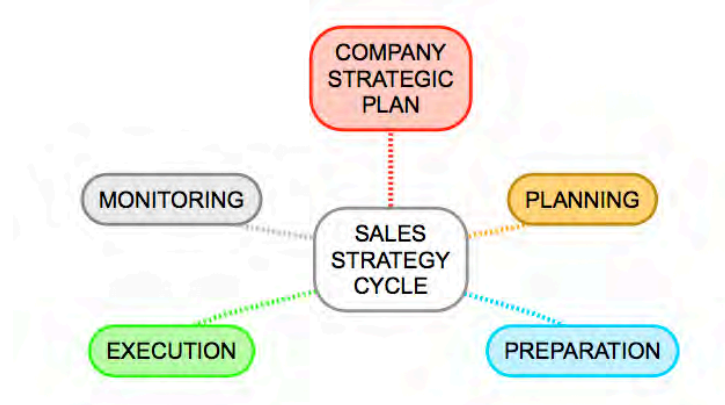 COMPANY
STRATEGIC
PLAN
MONITORING
PLANNING
SALES
STRATEGY
CYCLE
EXECUTION
PREPARATION